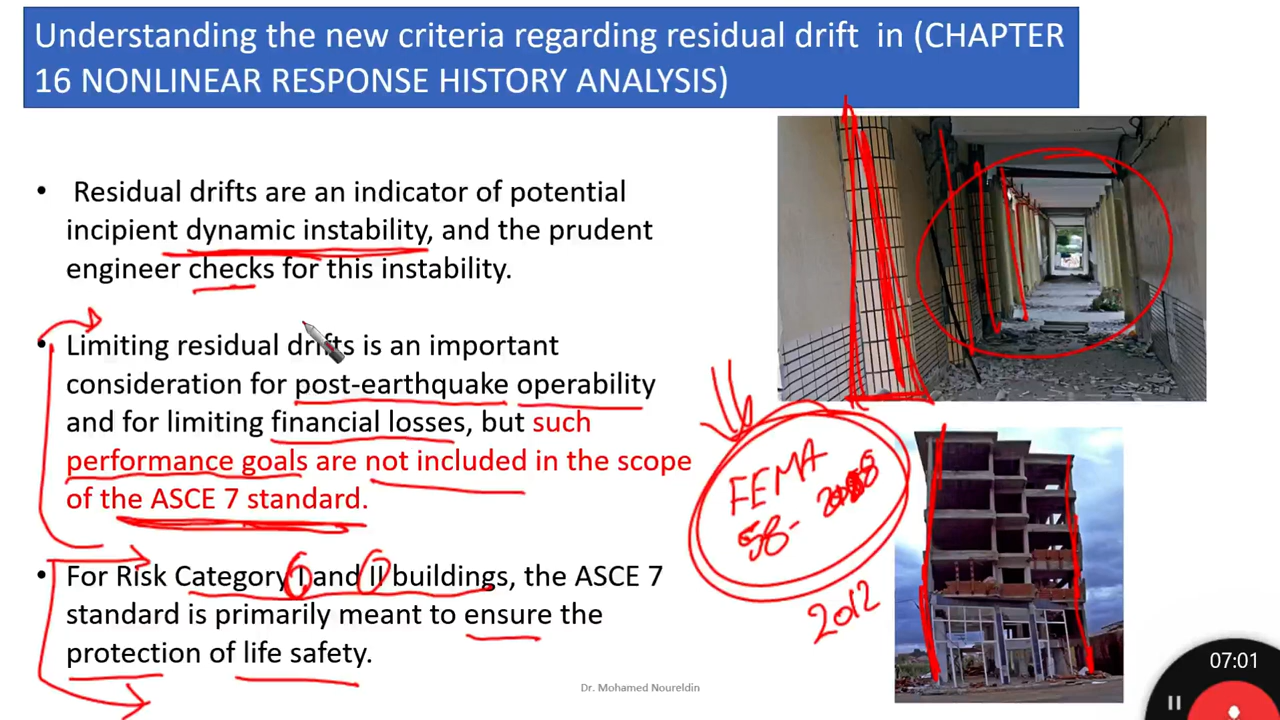 Understanding the new criteria regarding residual drift in (CHAPTER
16 NONLINEAR RESPONSE HISTORY ANALYSIS)
• Residual drifts are an indicator of potential
incipient dynamic instability, and the prudent
engineer checks for this instability.
• Limiting residual drifts is an important
consideration for post-earthquake operability
and for limiting financial losses, but such
performance goals are not included in the scope
of the ASCE 7 standard.
FEMA
58-
2012
• For Risk Category I and II buildings, the ASCE 7
standard is primarily meant to ensure the
protection of life safety.
Dr. Mohamed Noureldin
07:01